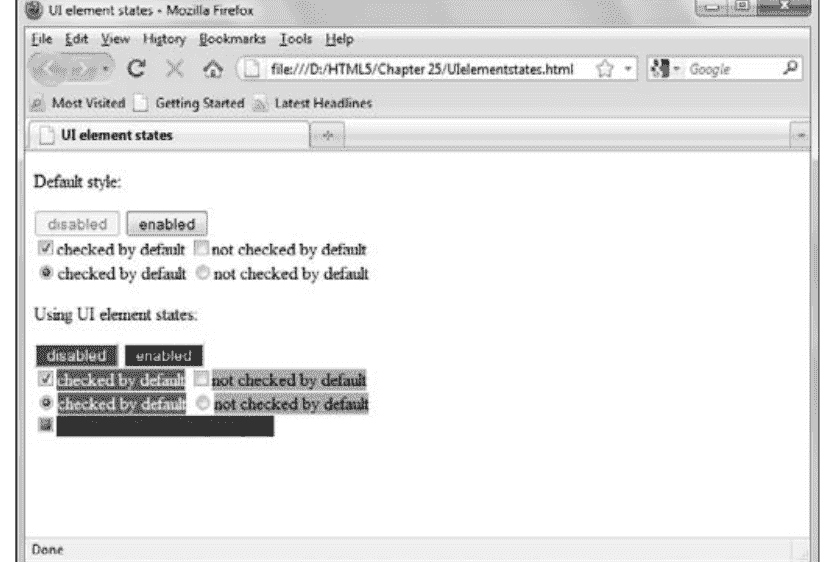 UI element states - Mozilla Firefox
File Edit View History Bookmarks Tools Help
file:///D:/HTML5/Chapter 25/UIelementstates.html Google
Most Visited Getting Started Latest Headlines
UI element states
Default style:
disabled enabled
checked by default not checked by default
checked by default not checked by default
Using UI element states:
disabled enabled
checked by default not checked by default
checked by default not checked by default
Done